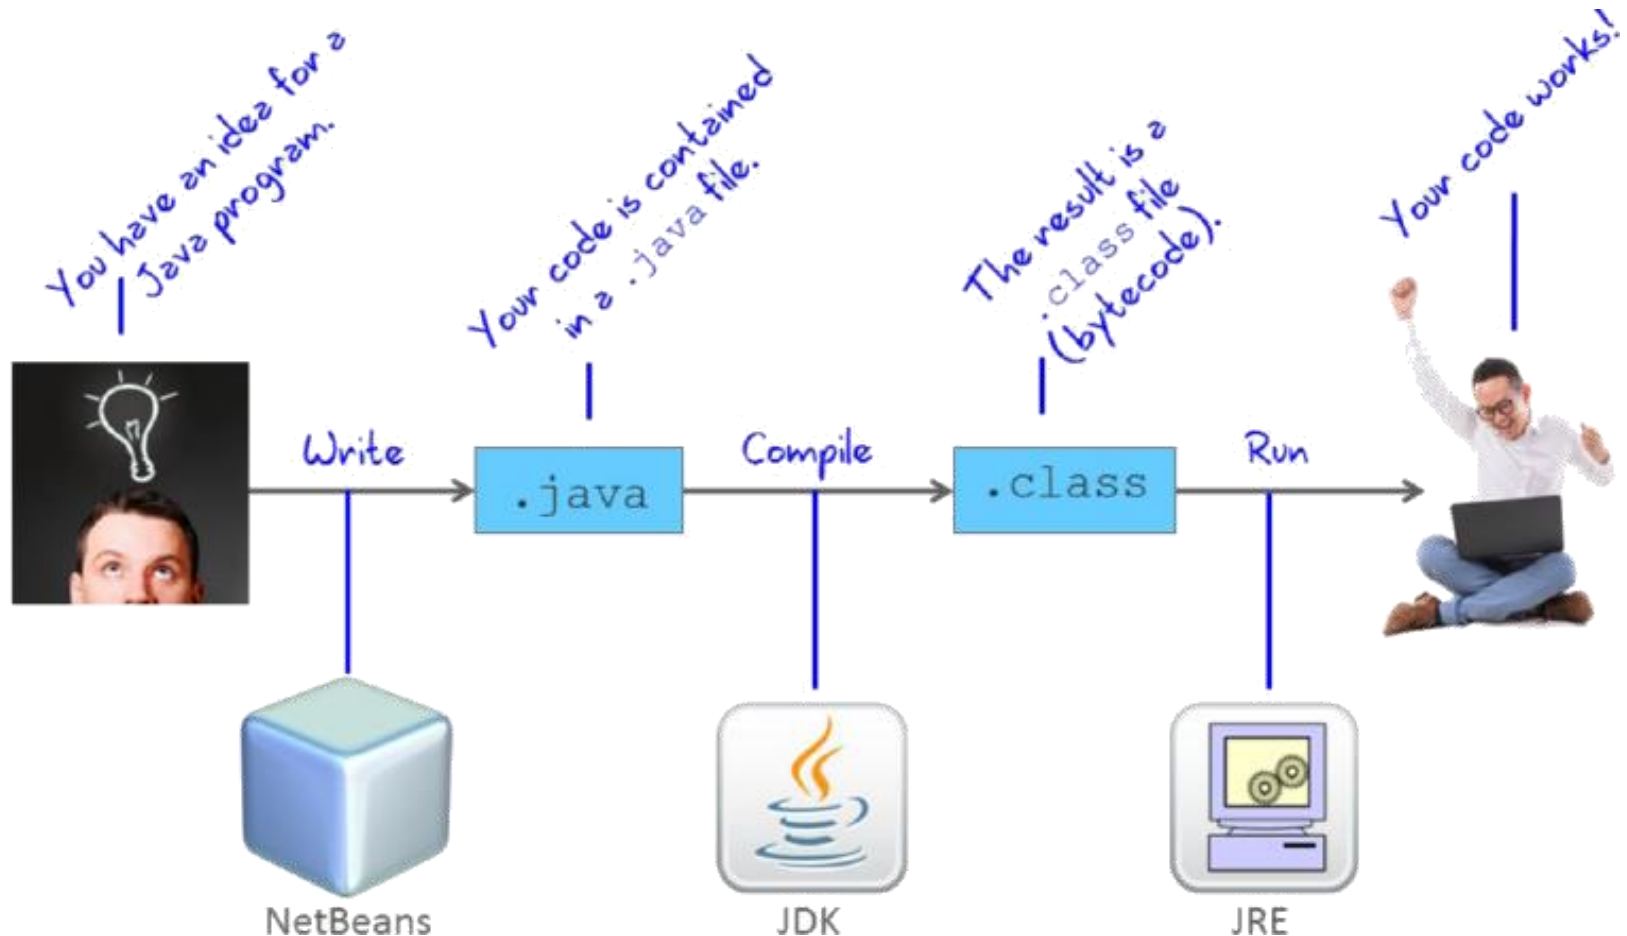 You have an idea for a
Java program.
Your code is contained
in a .java file.
The result is a
.class file
(bytecode).
Your code works!
Write
.java
Compile
.class
Run
NetBeans
JDK
JRE